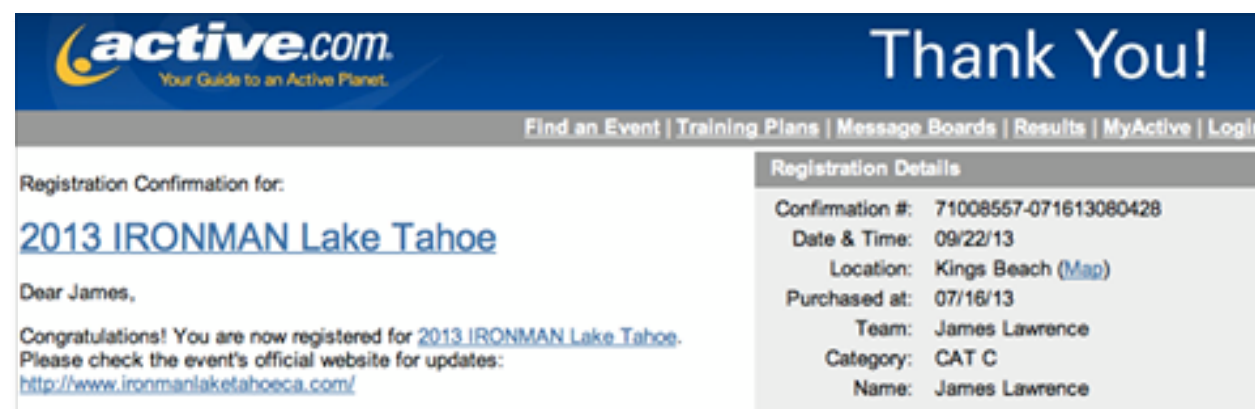 active.com.
Your Guide to an Active Planet.
Thank You!
Find an Event | Training Plans | Message Boards | Results | MyActive | Logi
Registration Confirmation for:
2013 IRONMAN Lake Tahoe
Dear James,
Congratulations! You are now registered for 2013 IRONMAN Lake Tahoe.
Please check the event's official website for updates:
http://www.ironmanlaketahoeca.com/
Registration Details
Confirmation #: 71008557-071613080428
Date & Time: 09/22/13
Location: Kings Beach (Map)
Purchased at: 07/16/13
Team: James Lawrence
Category: CAT C
Name: James Lawrence